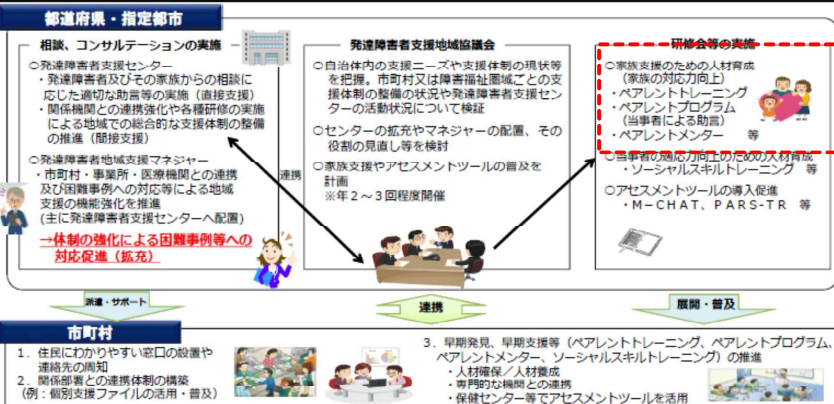 都道府県・指定都市
相談、コンサルテーションの実施
○発達障害者支援センター
・発達障害者及びその家族からの相談に
応じた適切な助言等の実施（直接支援）
・関係機関との連携強化や各種研修の実施
による地域での総合的な支援体制の整備
の推進（間接支援）
○発達障害者地域支援マネジャー
・市町村・事業所・医療機関との連携
及び困難事例への対応等による地域
支援の機能強化を推進
(主に発達障害者支援センターへ配置)
→体制の強化による困難事例等への
対応促進（拡充）
連携
発達障害者支援地域協議会
○自治体内の支援ニーズや支援体制の現状等
を把握。市町村又は障害福祉圏域ごとの支
援体制の整備の状況や発達障害者支援セン
ターの活動状況について検証
○センターの拡充やマネジャーの配置、その
役割の見直し等を検討
○家族支援やアセスメントツールの普及を
計画
※年２～３回程度開催
研修会等の実施
○家族支援のための人材育成
（家族の対応力向上）
・ペアレントトレーニング
・ペアレントプログラム
（当事者による助言）
・ペアレントメンター　等
○当事者の適応力向上のための人材育成
・ソーシャルスキルトレーニング　等
○アセスメントツールの導入促進
・Ｍ－ＣＨＡＴ、ＰＡＲＳ-ＴＲ　等
派遣・サポート
連携
展開・普及
市町村
１．住民にわかりやすい窓口の設置や
連絡先の周知
２．関係部署との連携体制の構築
（例：個別支援ファイルの活用・普及）
３．早期発見、早期支援等（ペアレントトレーニング、ペアレントプログラム、
ペアレントメンター、ソーシャルスキルトレーニング）の推進
・人材確保／人材養成
・専門的な機関との連携
・保健センター等でアセスメントツールを活用